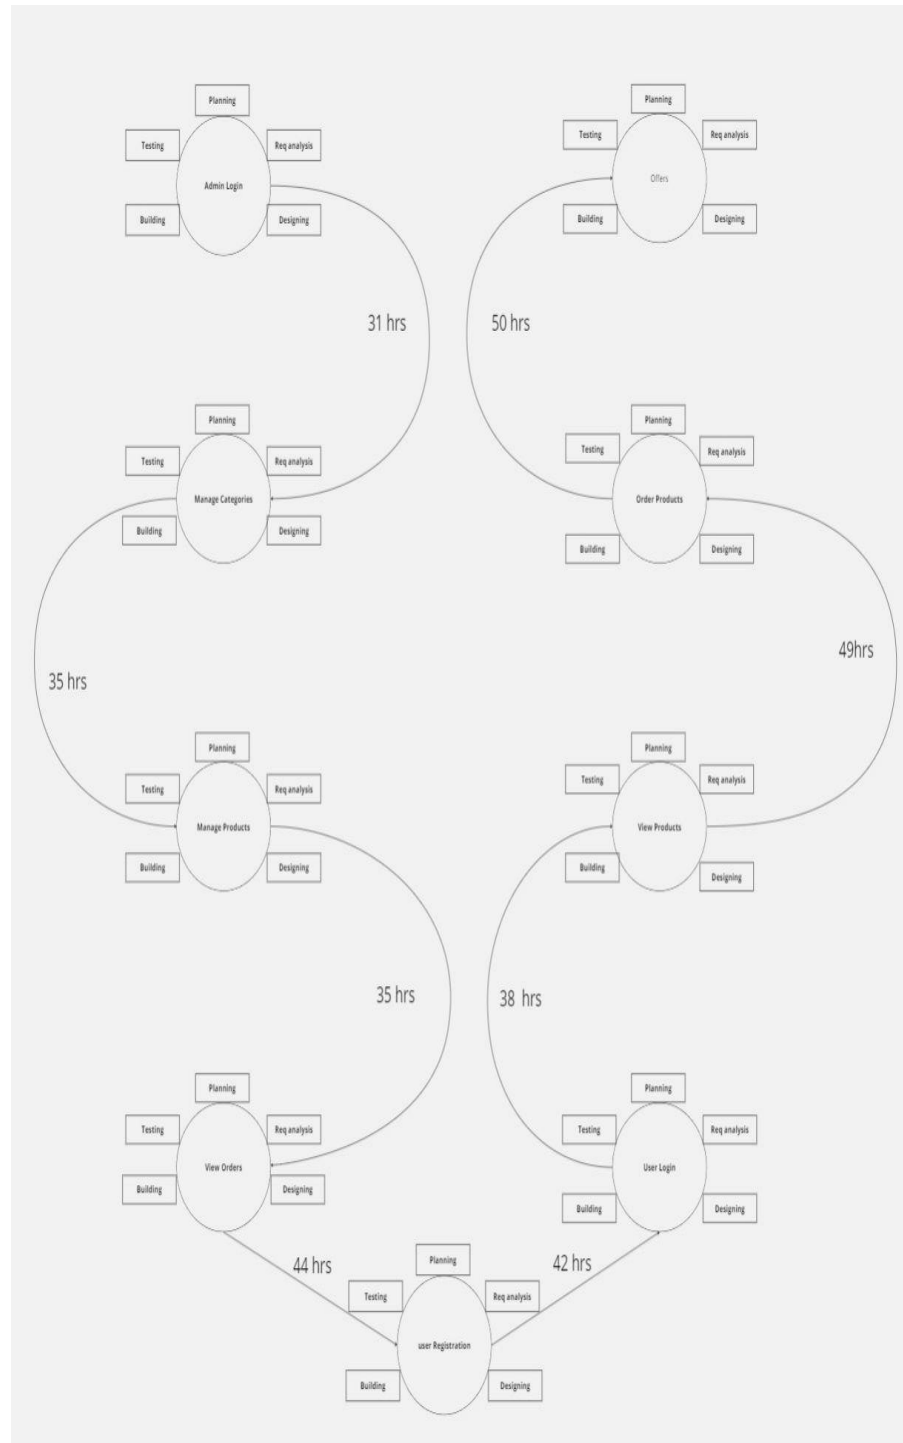 Planning
Testing
Req analysis
Admin Login
Building
Designing
31 hrs
Planning
Testing
Req analysis
Manage Categories
Building
Designing
35 hrs
Planning
Testing
Req analysis
Manage Products
Building
Designing
35 hrs
Planning
Testing
Req analysis
View Orders
Building
Designing
44 hrs
Planning
Testing
Req analysis
user Registration
Building
Designing
42 hrs
Planning
Testing
Req analysis
User Login
Building
Designing
38 hrs
Planning
Testing
Req analysis
View Products
Building
Designing
49hrs
Planning
Testing
Req analysis
Order Products
Building
Designing
50 hrs
Planning
Testing
Req analysis
Offers
Building
Designing